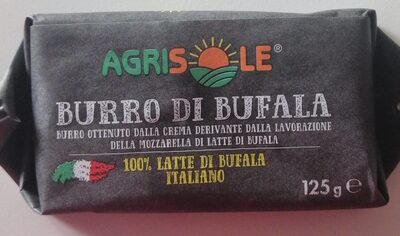 AGRISOLE®
BURRO DI BUFALA
BURRO OTTENUTO DALLA CREMA DERIVANTE DALLA LAVORAZIONE
DELLA MOZZARELLA DI LATTE DI BUFALA
100% LATTE DI BUFALA
ITALIANO
125g ℮